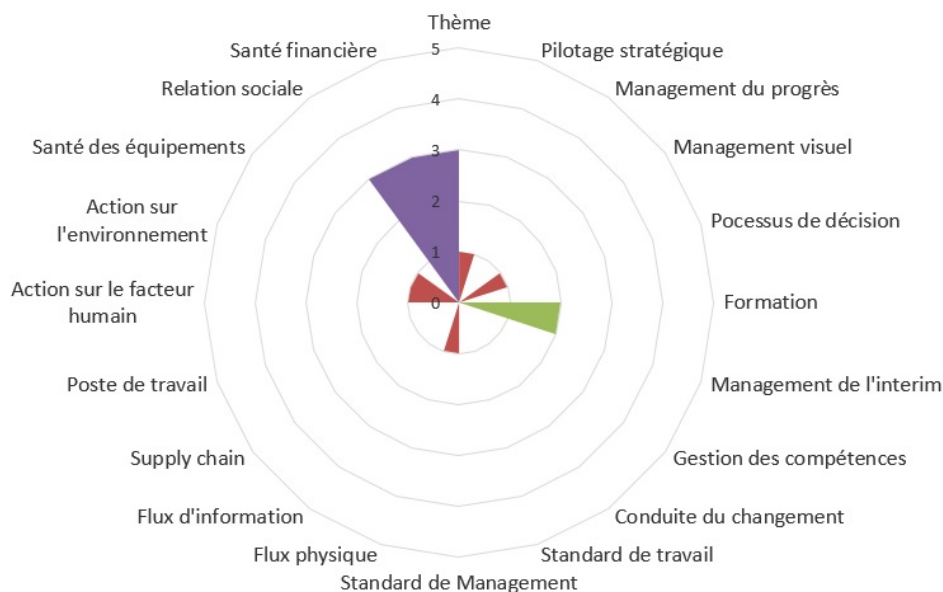 Thème
Pilotage stratégique
Management du progrès
Management visuel
Pocessus de décision
Formation
Management de l'interim
Gestion des compétences
Conduite du changement
Standard de travail
Standard de Management
Flux physique
Flux d'information
Supply chain
Poste de travail
Action sur le facteur
humain
Action sur
l'environnement
Santé des équipements
Relation sociale
Santé financière
5
4
3
2
1
0